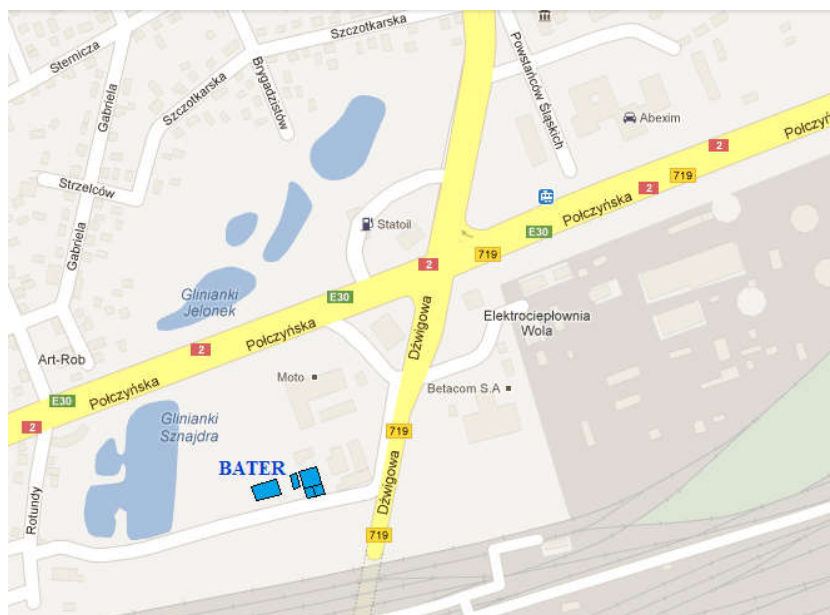 Szczotkarska
Sternicza
Gabriela
Szczotkarska
Brygadzistów
Powstańców Śląskich
Abexim
Połczyń
2
719
2
Strzelców
Połczyńska
Statoil
E30
719
Gabriela
2
Glinianki
Jelonek
E30
Elektrociepłownia
Wola
Połczyńska
Dźwigowa
2
Art-Rob
Moto
Połczyńska
Betacom S.A
E30
2
Glinianki
Sznajdra
719
BATER
Dźwigowa
Rotundy
719